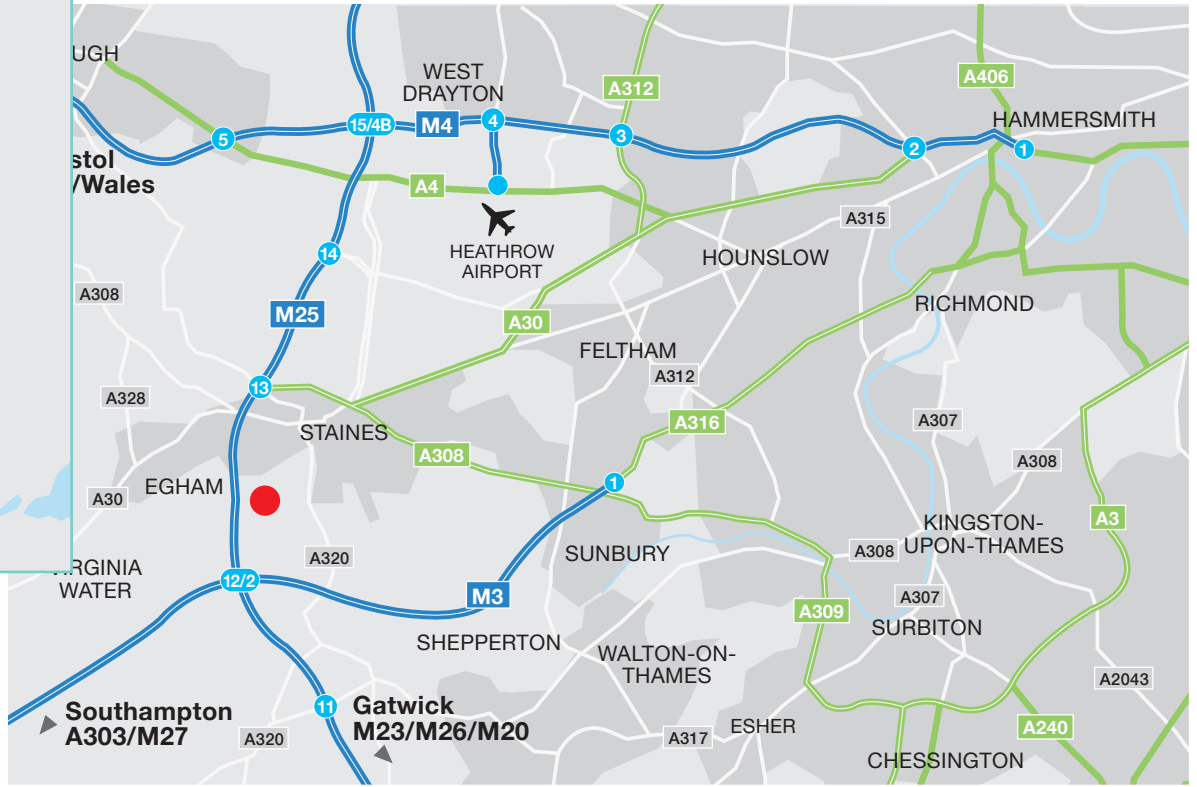 UGH
WEST
DRAYTON
A312
A406
HAMMERSMITH
15/4B
M4
4
3
5
2
1
stol
/Wales
A4
A315
HEATHROW
AIRPORT
HOUNSLOW
14
A308
M25
RICHMOND
A30
FELTHAM
A312
13
A328
A316
A307
STAINES
A308
A308
EGHAM
A30
1
A3
KINGSTON-
UPON-THAMES
A308
SUNBURY
A320
VIRGINIA
WATER
12/2
M3
A307
A309
SURBITON
SHEPPERTON
WALTON-ON-
THAMES
A2043
11
Gatwick
M23/M26/M20
Southampton
A303/M27
A320
A317
ESHER
A240
CHESSINGTON